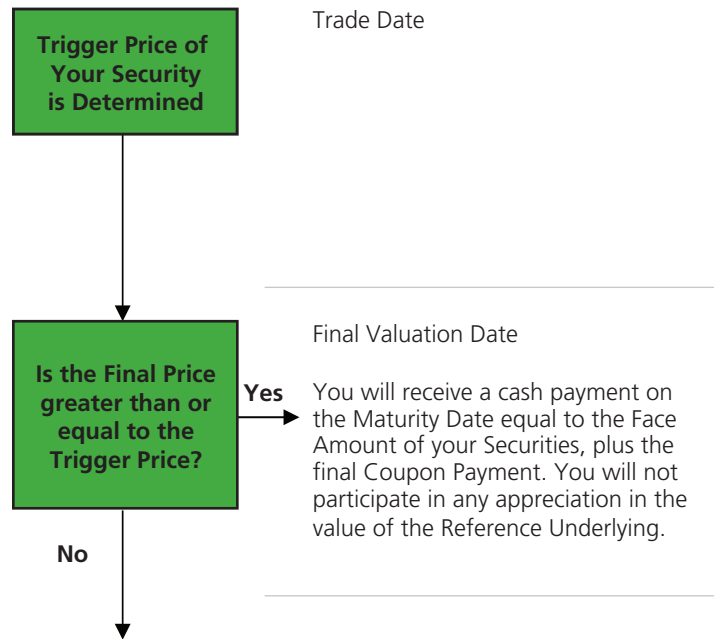 Trigger Price of
Your Security
is Determined
Trade Date
Is the Final Price
greater than or
equal to the
Trigger Price?
Yes
Final Valuation Date
You will receive a cash payment on
the Maturity Date equal to the Face
Amount of your Securities, plus the
final Coupon Payment. You will not
participate in any appreciation in the
value of the Reference Underlying.
No